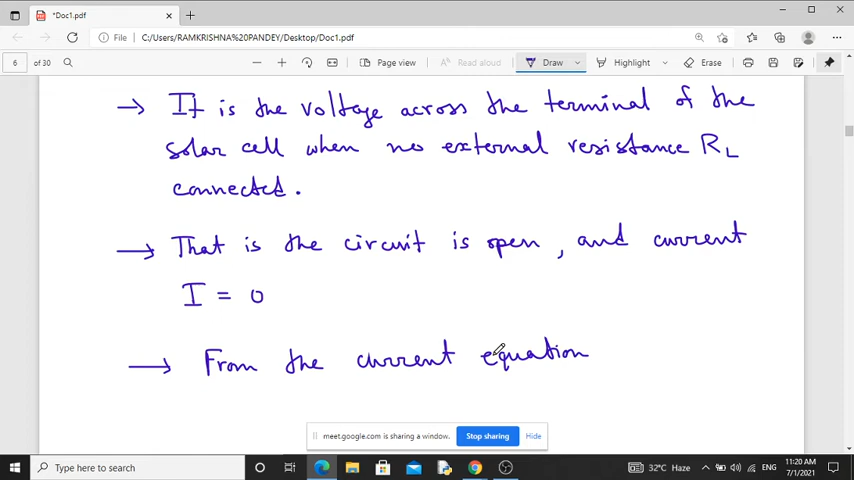 *Doc1.pdf
File
C:/Users/RAMKRISHNA%20PANDEY/Desktop/Doc1.pdf
6
of 30
Page view
Read aloud
Draw
Highlight
Erase
→ It is the voltage across the terminal of the
solar cell when no external resistance RL
connected.
→ That is the circuit is open, and current
I = 0
→ From the current equation
meet.google.com is sharing a window.
Stop sharing
Hide
Type here to search
32°C Haze
ENG
11:20 AM
7/1/2021